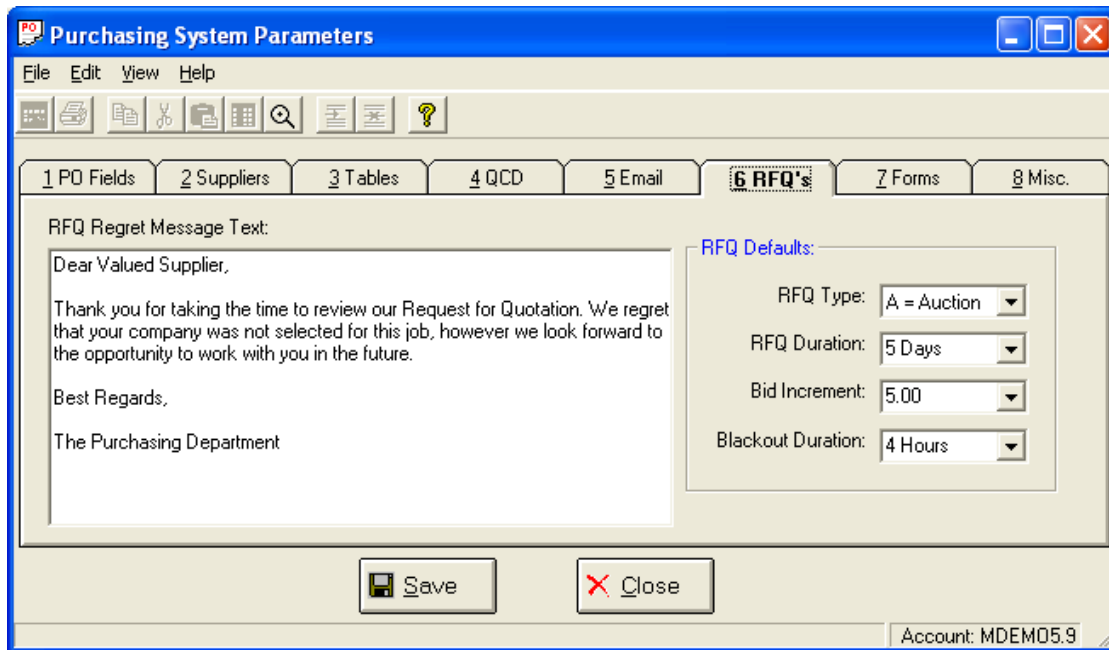 PO
Purchasing System Parameters
File Edit View Help
1 PO Fields 2 Suppliers 3 Tables 4 QCD 5 Email 6 RFQ's 7 Forms 8 Misc.
RFQ Regret Message Text:
Dear Valued Supplier,
Thank you for taking the time to review our Request for Quotation. We regret
that your company was not selected for this job, however we look forward to
the opportunity to work with you in the future.
Best Regards,
The Purchasing Department
RFQ Defaults:
RFQ Type: A = Auction
RFQ Duration: 5 Days
Bid Increment: 5.00
Blackout Duration: 4 Hours
Save Close
Account: MDEMO5.9